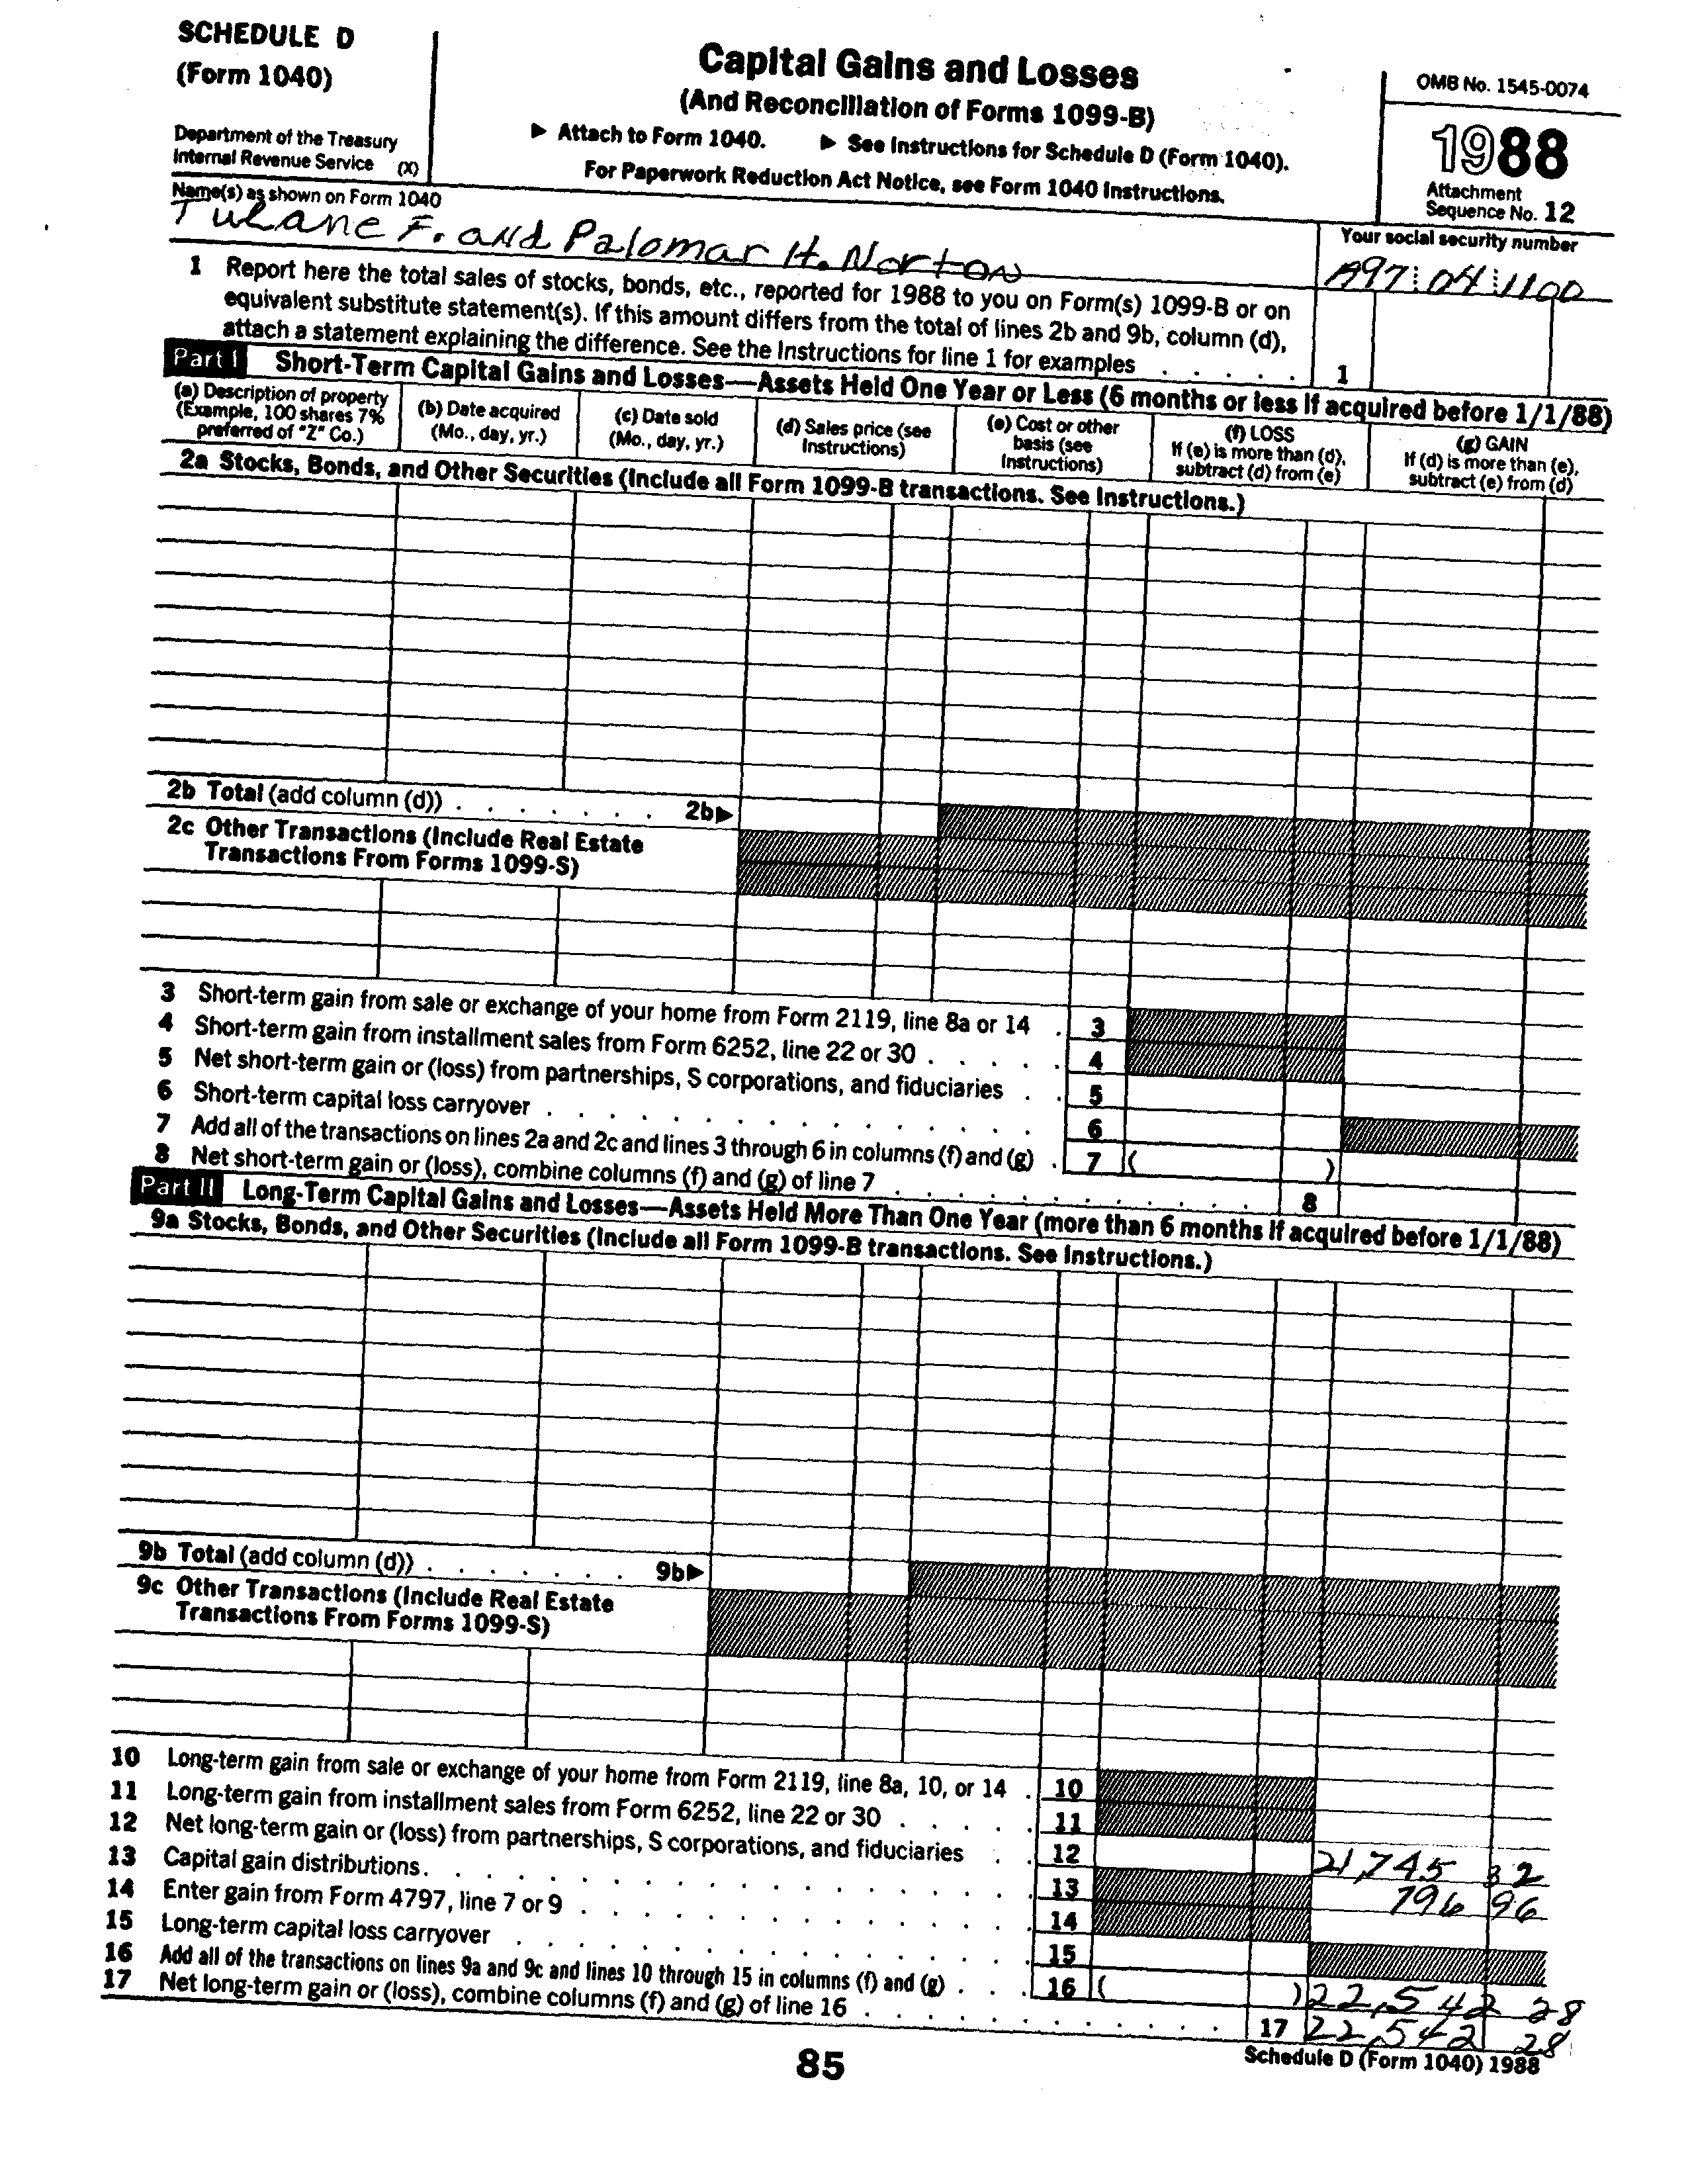 SCHEDULE D
(Form 1040)
Department of the Treasury
Internal Revenue Service (X)
Capital Gains and Losses
(And Reconciliation of Forms 1099-B)
▶ Attach to Form 1040. ▶ See Instructions for Schedule D (Form 1040).
For Paperwork Reduction Act Notice, see Form 1040 Instructions.
OMB No. 1545-0074
1988
Attachment
Sequence No. 12
Name(s) as shown on Form 1040
Tulane F. and Palomar H. Norton
Your social security number
04 1100
1 Report here the total sales of stocks, bonds, etc., reported for 1988 to you on Form(s) 1099-B or on
equivalent substitute statement(s). If this amount differs from the total of lines 2b and 9b, column (d),
attach a statement explaining the difference. See the Instructions for line 1 for examples . . . . . 1
Part I Short-Term Capital Gains and Losses—Assets Held One Year or Less (6 months or less if acquired before 1/1/88)
(a) Description of property
(Example, 100 shares 7%
preferred of "Z" Co.)
(b) Date acquired
(Mo., day, yr.)
(c) Date sold
(Mo., day, yr.)
(d) Sales price (see
Instructions)
(e) Cost or other
basis (see
Instructions)
(f) LOSS
If (e) is more than (d),
subtract (d) from (e)
(g) GAIN
If (d) is more than (e),
subtract (e) from (d)
2a Stocks, Bonds, and Other Securities (Include all Form 1099-B transactions. See Instructions.)
2b Total (add column (d)) . . . . . . . 2b▶
2c Other Transactions (Include Real Estate
Transactions From Forms 1099-S)
3 Short-term gain from sale or exchange of your home from Form 2119, line 8a or 14 . 3
4 Short-term gain from installment sales from Form 6252, line 22 or 30 . . . . . 4
5 Net short-term gain or (loss) from partnerships, S corporations, and fiduciaries . . 5
6 Short-term capital loss carryover . . . . . . . . . . . . . . 6
7 Add all of the transactions on lines 2a and 2c and lines 3 through 6 in columns (f) and (g) . 7 ( )
8 Net short-term gain or (loss), combine columns (f) and (g) of line 7 . . . . . . . . . . . . 8
Part II Long-Term Capital Gains and Losses—Assets Held More Than One Year (more than 6 months if acquired before 1/1/88)
9a Stocks, Bonds, and Other Securities (Include all Form 1099-B transactions. See Instructions.)
9b Total (add column (d)) . . . . . . . 9b▶
9c Other Transactions (Include Real Estate
Transactions From Forms 1099-S)
10 Long-term gain from sale or exchange of your home from Form 2119, line 8a, 10, or 14 . 10
11 Long-term gain from installment sales from Form 6252, line 22 or 30 . . . . . 11
12 Net long-term gain or (loss) from partnerships, S corporations, and fiduciaries . . 12 21,745 32
13 Capital gain distributions. . . . . . . . . . . . . . . . . 13 796 96
14 Enter gain from Form 4797, line 7 or 9 . . . . . . . . . . . . 14
15 Long-term capital loss carryover . . . . . . . . . . . . . . 15
16 Add all of the transactions on lines 9a and 9c and lines 10 through 15 in columns (f) and (g) . . . 16 ( ) 22,542 28
17 Net long-term gain or (loss), combine columns (f) and (g) of line 16 . . . . . . . . . . . . 17 22,542 28
85
Schedule D (Form 1040) 1988